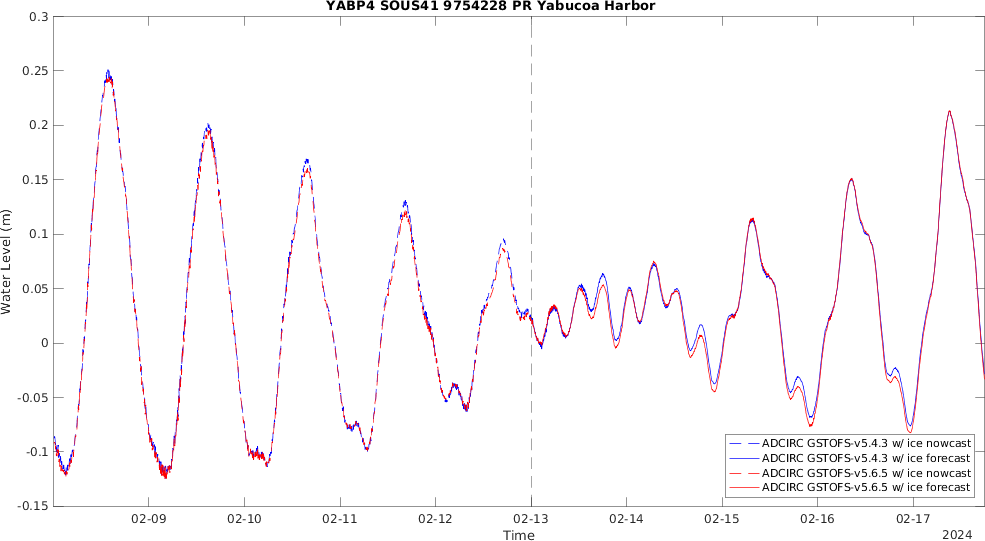 YABP4 SOUS41 9754228 PR Yabucoa Harbor
0.3
0.25
0.2
0.15
0.1
0.05
0
-0.05
-0.1
-0.15
Water Level (m)
02-09 02-10 02-11 02-12 02-13 02-14 02-15 02-16 02-17
Time
2024
ADCIRC GSTOFS-v5.4.3 w/ ice nowcast
ADCIRC GSTOFS-v5.4.3 w/ ice forecast
ADCIRC GSTOFS-v5.6.5 w/ ice nowcast
ADCIRC GSTOFS-v5.6.5 w/ ice forecast